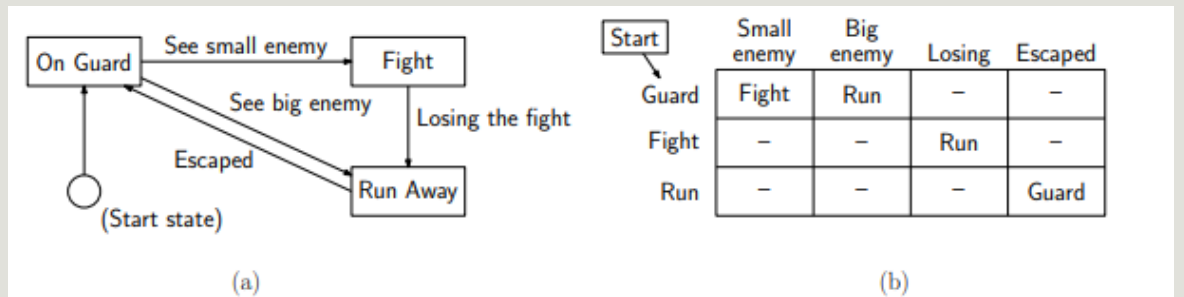 See small enemy
On Guard
Fight
See big enemy
Losing the fight
Escaped
Run Away
(Start state)
(a)
Start
Small enemy
Big enemy
Losing
Escaped
Guard Fight Run – –
Fight – – Run –
Run – – – Guard
(b)